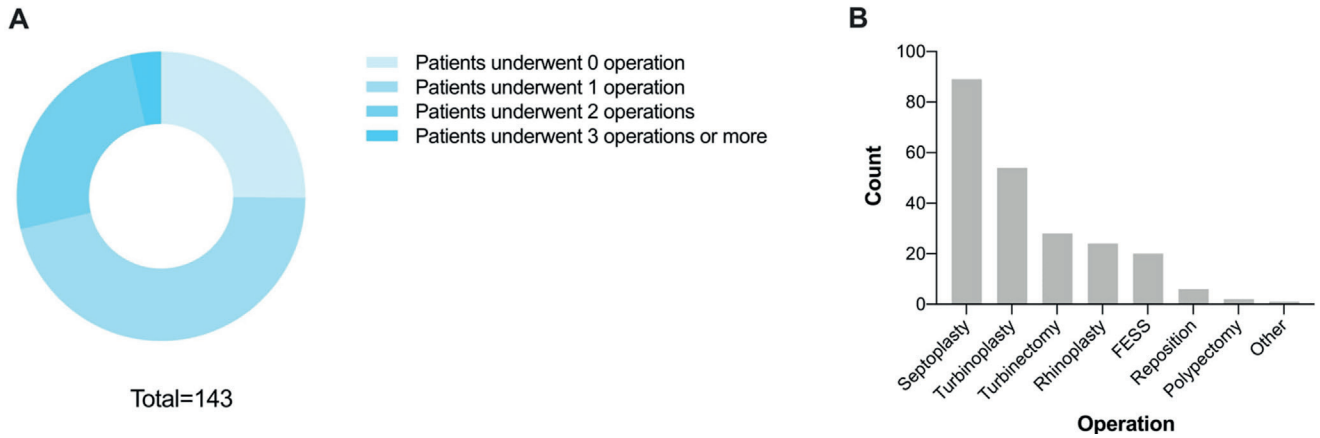 A
Patients underwent 0 operation
Patients underwent 1 operation
Patients underwent 2 operations
Patients underwent 3 operations or more
Total=143
B
Count
100
80
60
40
20
0
Septoplasty
Turbinoplasty
Turbinectomy
Rhinoplasty
FESS
Reposition
Polypectomy
Other
Operation